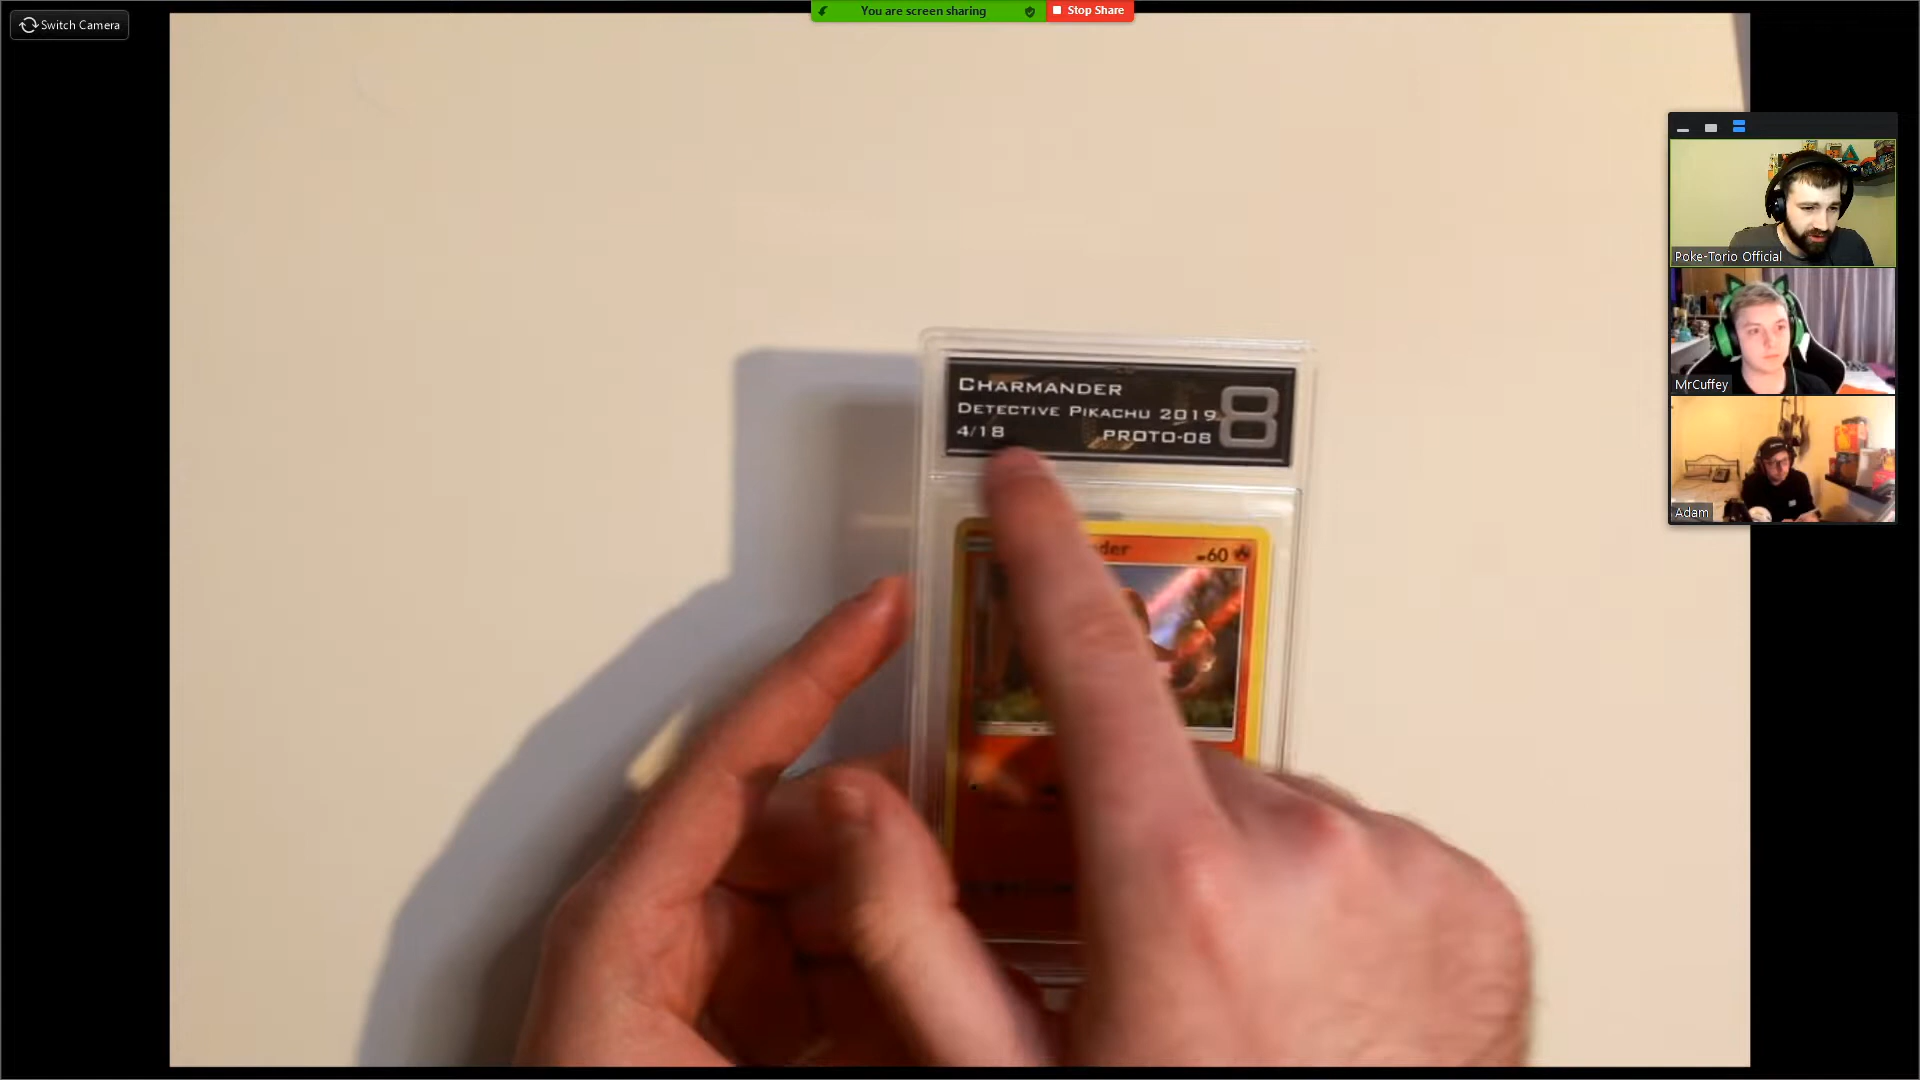 Switch Camera
You are screen sharing
Stop Share
CHARMANDER
DETECTIVE PIKACHU 2019
4/18
PROTO-08
8
60
Poke-Torio Official
MrCuffey
Adam